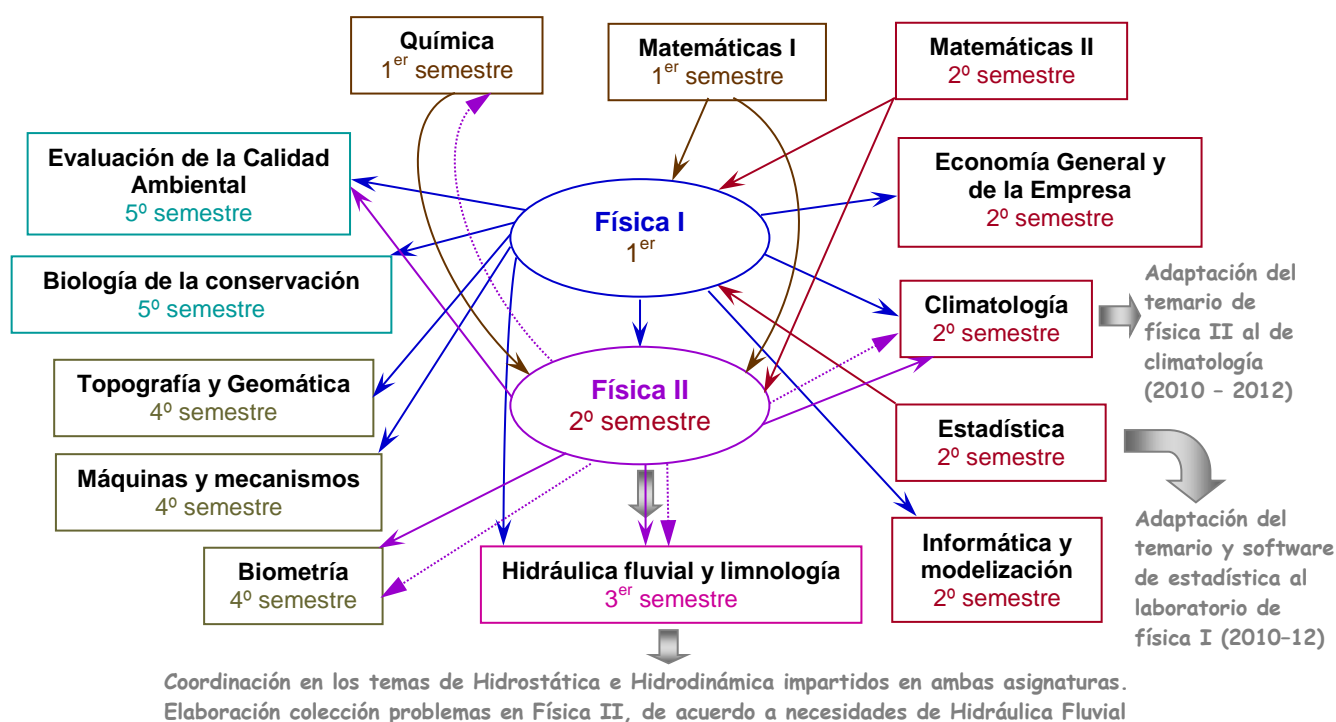 Química
1er semestre
Matemáticas I
1er semestre
Matemáticas II
2º semestre
Evaluación de la Calidad
Ambiental
5º semestre
Física I
1er
Economía General y
de la Empresa
2º semestre
Biología de la conservación
5º semestre
Climatología
2º semestre
Adaptación del
temario de
física II al de
climatología
(2010 – 2012)
Topografía y Geomática
4º semestre
Física II
2º semestre
Estadística
2º semestre
Máquinas y mecanismos
4º semestre
Adaptación del
temario y software
de estadística al
laboratorio de
física I (2010–12)
Biometría
4º semestre
Hidráulica fluvial y limnología
3er semestre
Informática y
modelización
2º semestre
Coordinación en los temas de Hidrostática e Hidrodinámica impartidos en ambas asignaturas.
Elaboración colección problemas en Física II, de acuerdo a necesidades de Hidráulica Fluvial